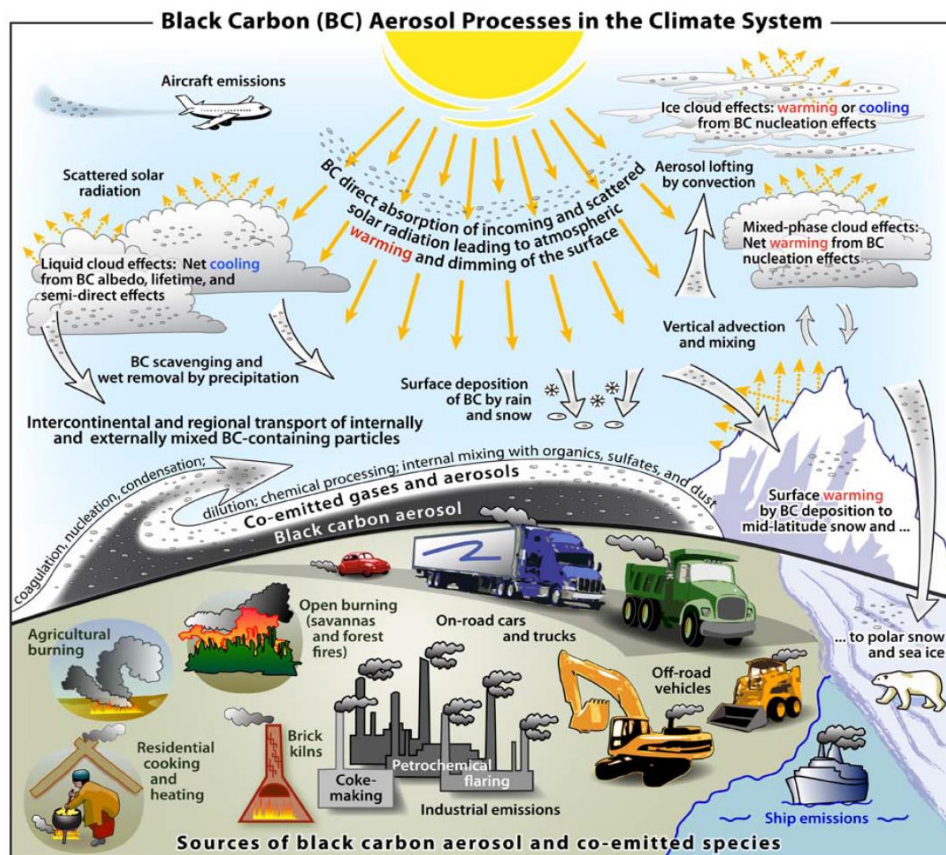 Black Carbon (BC) Aerosol Processes in the Climate System
Aircraft emissions
Ice cloud effects: warming or cooling
from BC nucleation effects
Scattered solar
radiation
BC direct absorption of incoming and scattered
solar radiation leading to atmospheric
warming and dimming of the surface
Aerosol lofting
by convection
Mixed-phase cloud effects:
Net warming from BC
nucleation effects
Liquid cloud effects: Net cooling
from BC albedo, lifetime, and
semi-direct effects
Vertical advection
and mixing
BC scavenging and
wet removal by precipitation
Surface deposition
of BC by rain
and snow
Intercontinental and regional transport of internally
and externally mixed BC-containing particles
coagulation, nucleation, condensation;
dilution; chemical processing; internal mixing with organics, sulfates, and dust
Co-emitted gases and aerosols
Black carbon aerosol
Surface warming
by BC deposition to
mid-latitude snow and ...
... to polar snow
and sea ice
Agricultural
burning
Open burning
(savannas
and forest
fires)
On-road cars
and trucks
Off-road
vehicles
Residential
cooking and
heating
Brick
kilns
Coke-
making
Petrochemical
flaring
Industrial emissions
Ship emissions
Sources of black carbon aerosol and co-emitted species